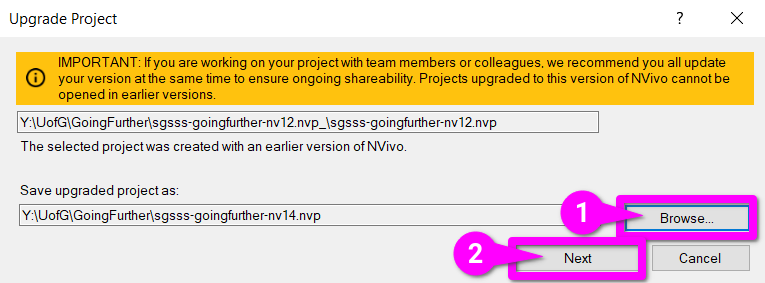 Upgrade Project
?
IMPORTANT: If you are working on your project with team members or colleagues, we recommend you all update
your version at the same time to ensure ongoing shareability. Projects upgraded to this version of NVivo cannot be
opened in earlier versions.
Y:\UofG\GoingFurther\sgsss-goingfurther-nv12.nvp_\sgsss-goingfurther-nv12.nvp
The selected project was created with an earlier version of NVivo.
Save upgraded project as:
Y:\UofG\GoingFurther\sgsss-goingfurther-nv14.nvp
1
Browse...
2
Next
Cancel